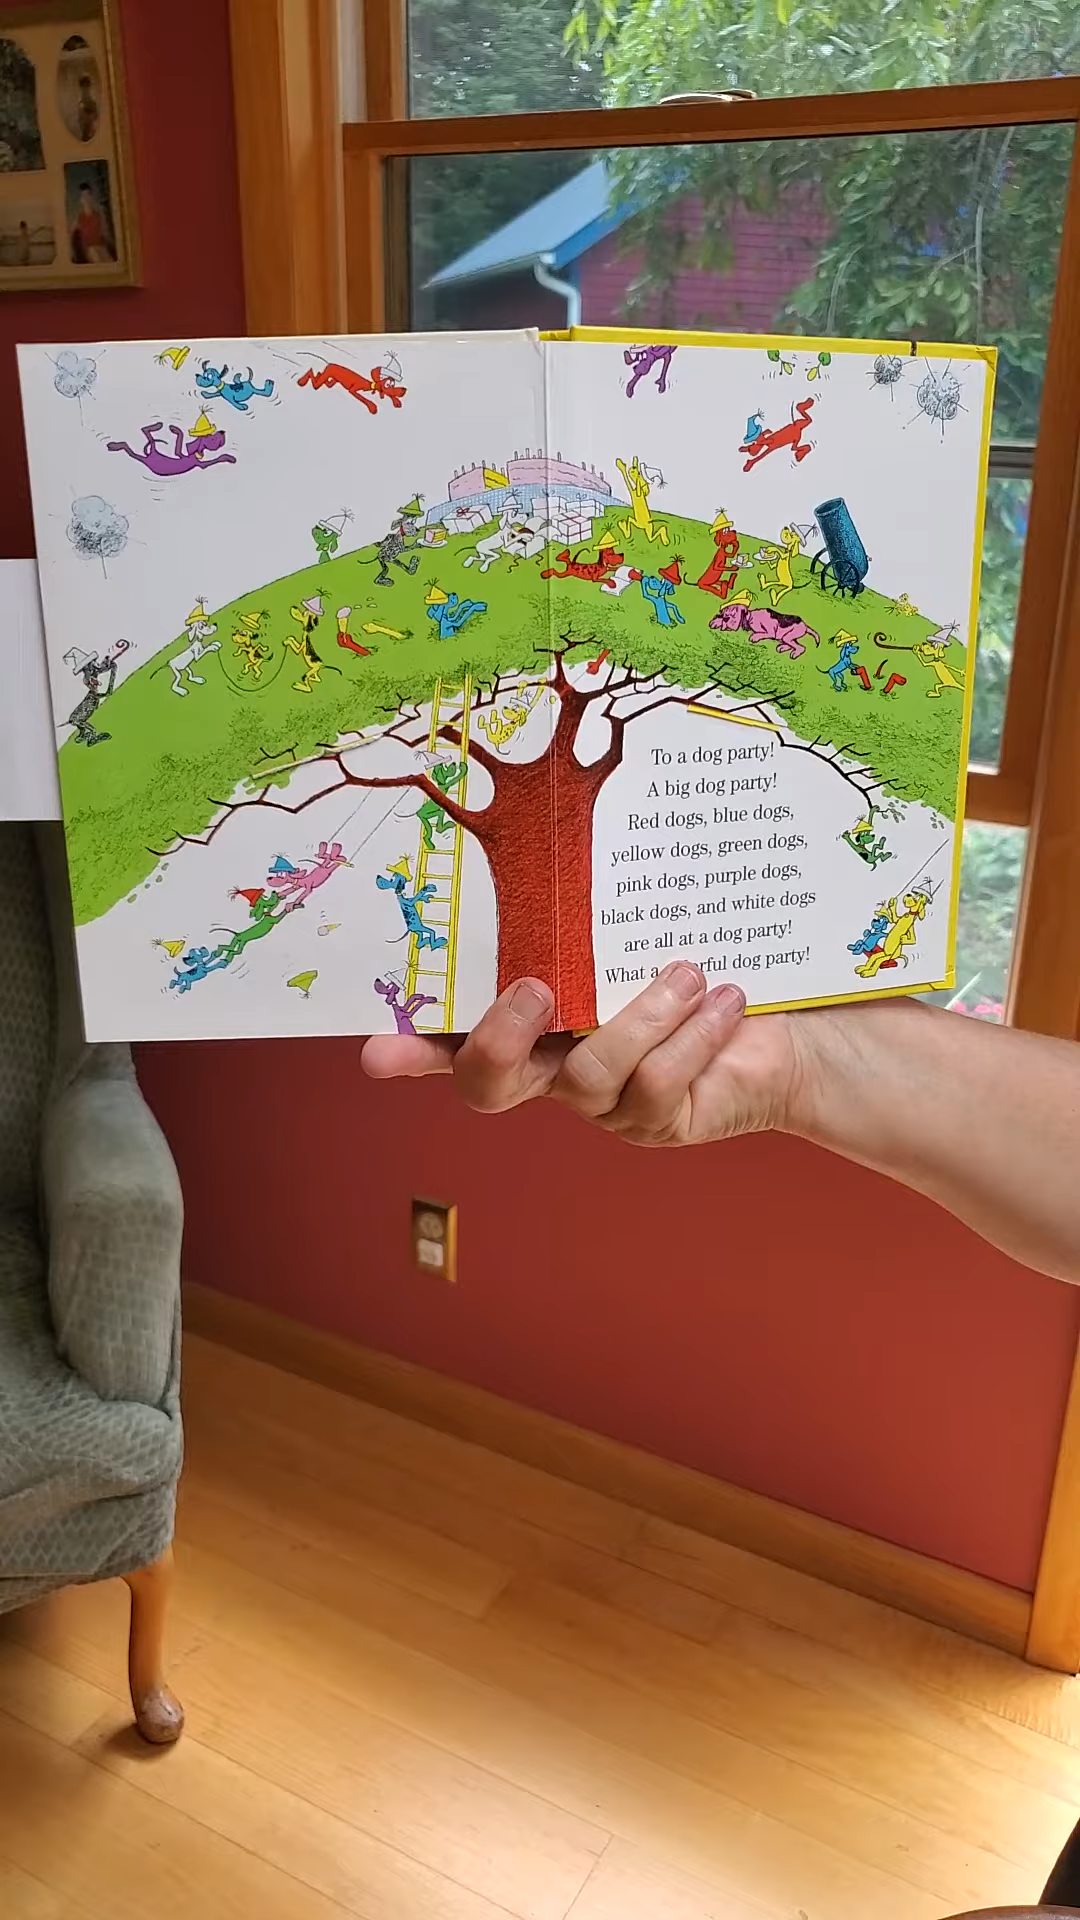 To a dog party!
A big dog party!
Red dogs, blue dogs,
yellow dogs, green dogs,
pink dogs, purple dogs,
black dogs, and white dogs
are all at a dog party!
What a dog party!